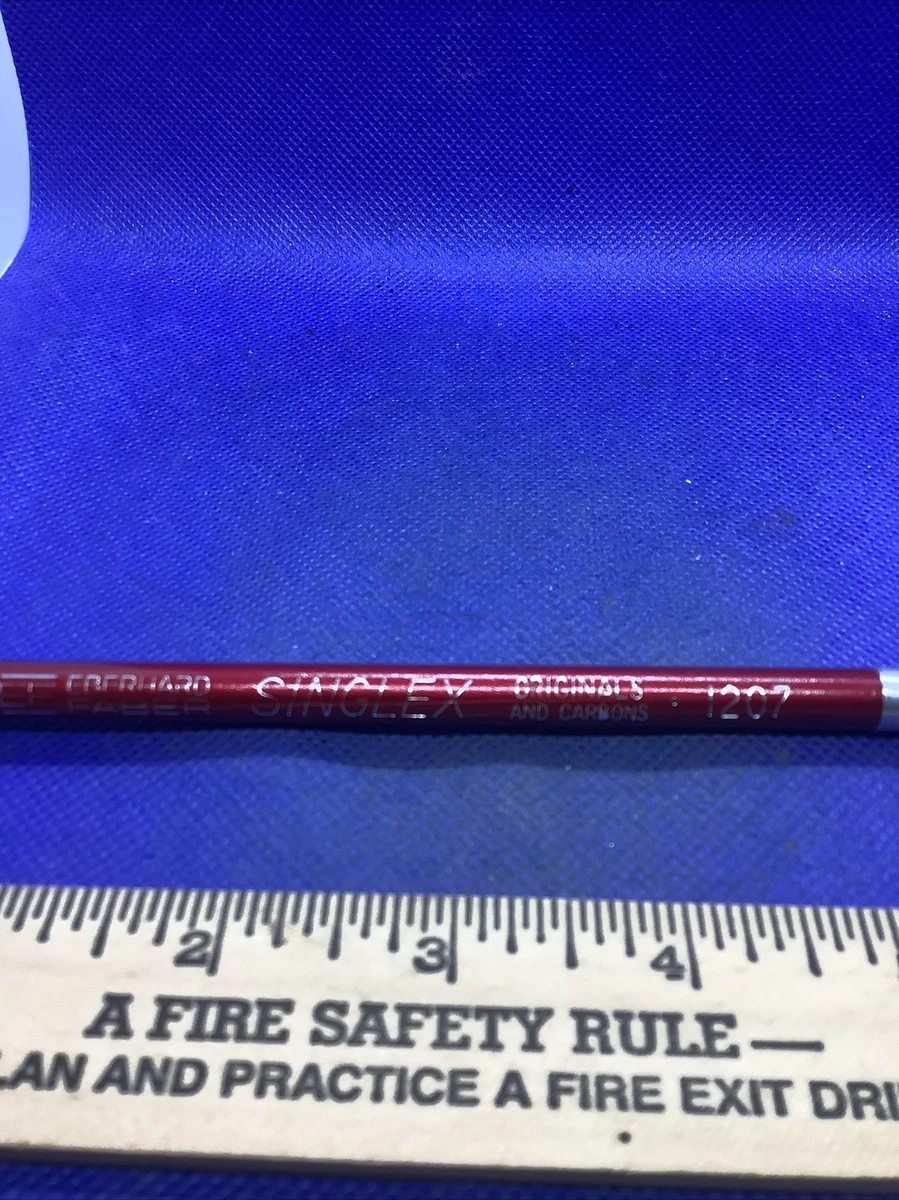 EBERHARD FABER SINGLEX ORIGINALS AND CARBONS 1207
2 3 4
A FIRE SAFETY RULE —
LAN AND PRACTICE A FIRE EXIT DRI